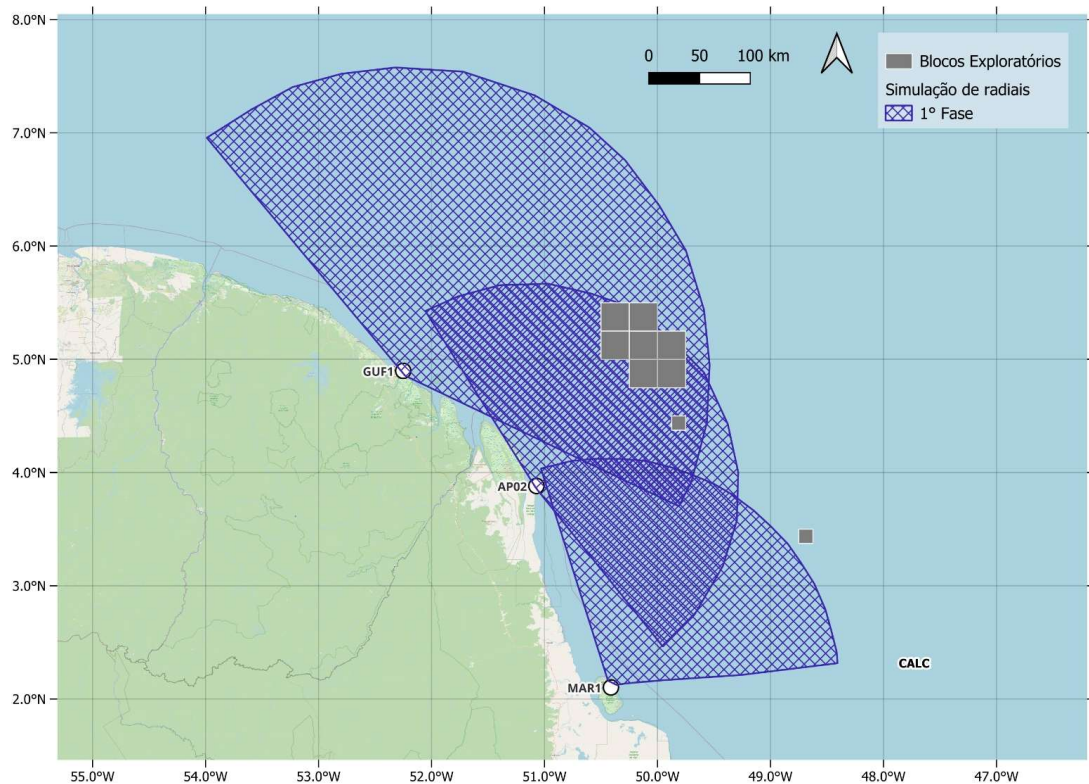 8.0°N
7.0°N
6.0°N
5.0°N
4.0°N
3.0°N
2.0°N
0 50 100 km
Blocos Exploratórios
Simulação de radiais
1° Fase
GUF1
AP02
MAR1
CALC
55.0°W 54.0°W 53.0°W 52.0°W 51.0°W 50.0°W 49.0°W 48.0°W 47.0°W